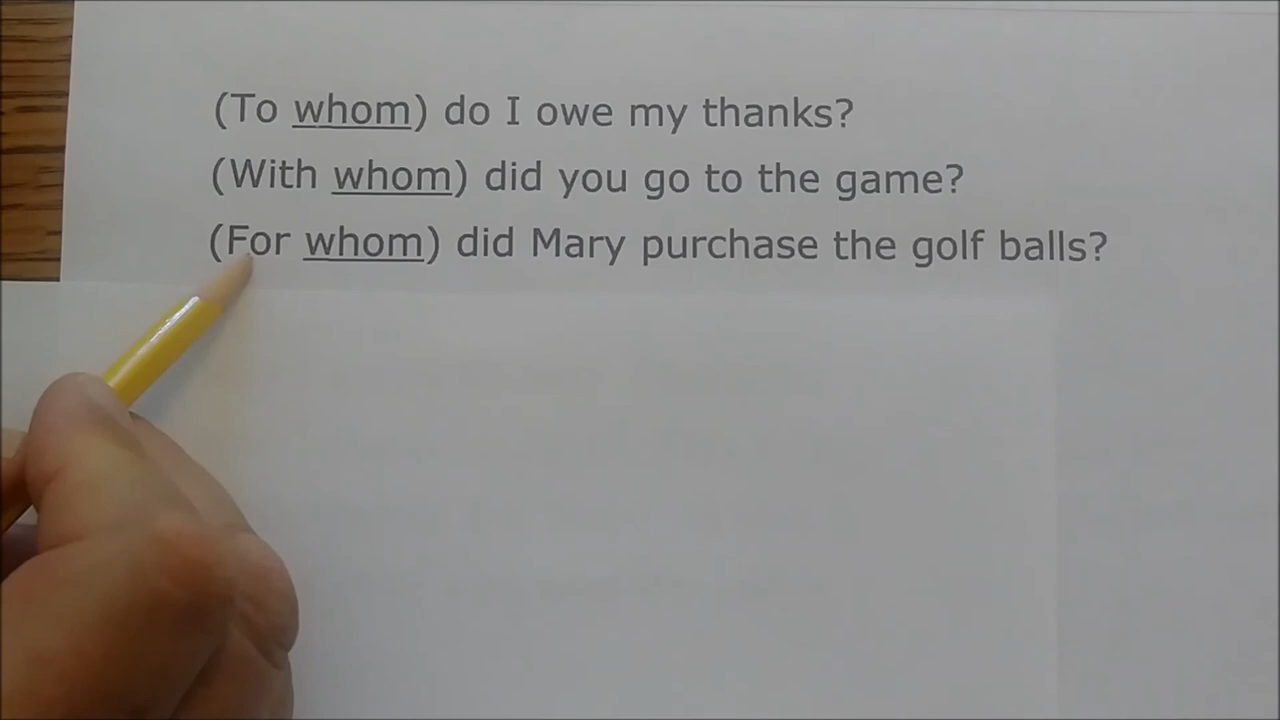 (To whom) do I owe my thanks?
(With whom) did you go to the game?
(For whom) did Mary purchase the golf balls?